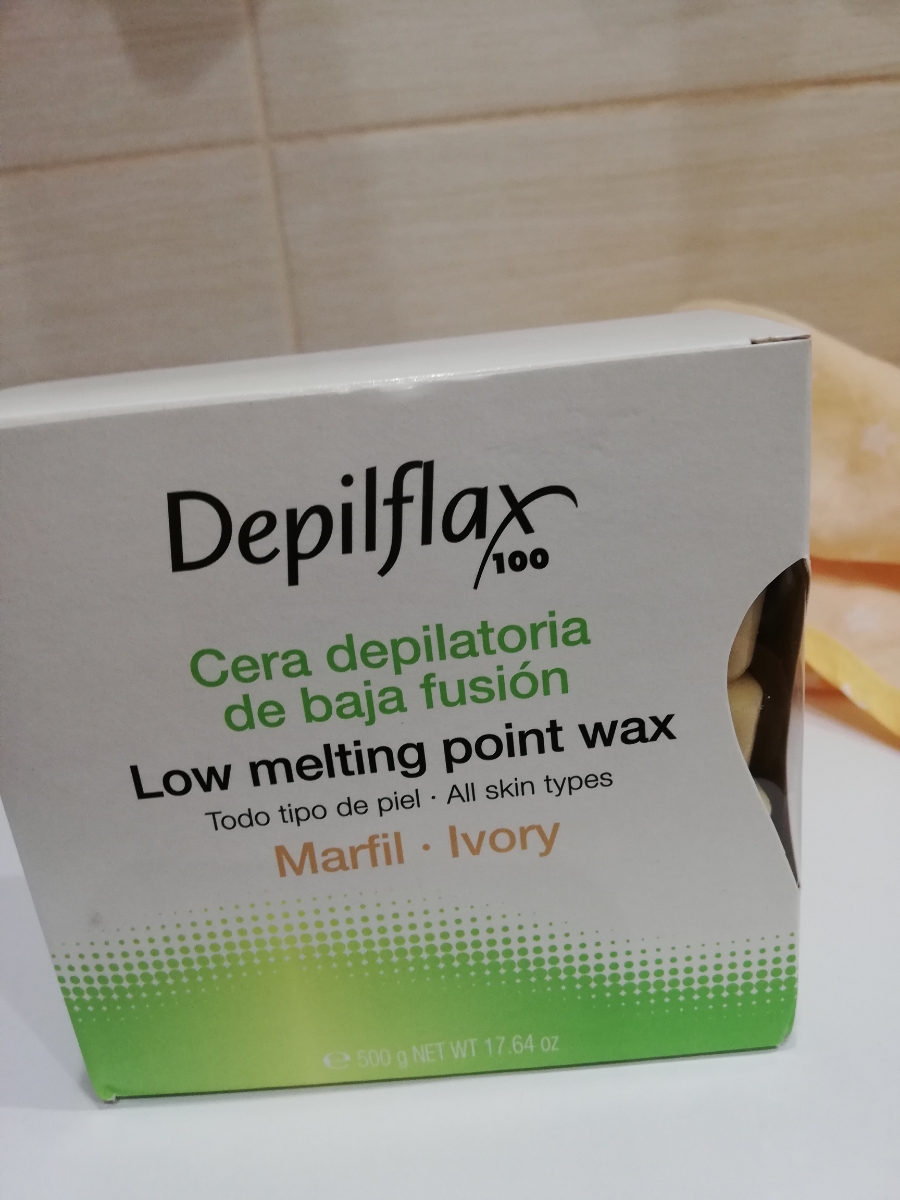 Depilflax
100
Cera depilatoria
de baja fusión
Low melting point wax
Todo tipo de piel · All skin types
Marfil · Ivory
℮ 500 g NET WT 17.64 oz